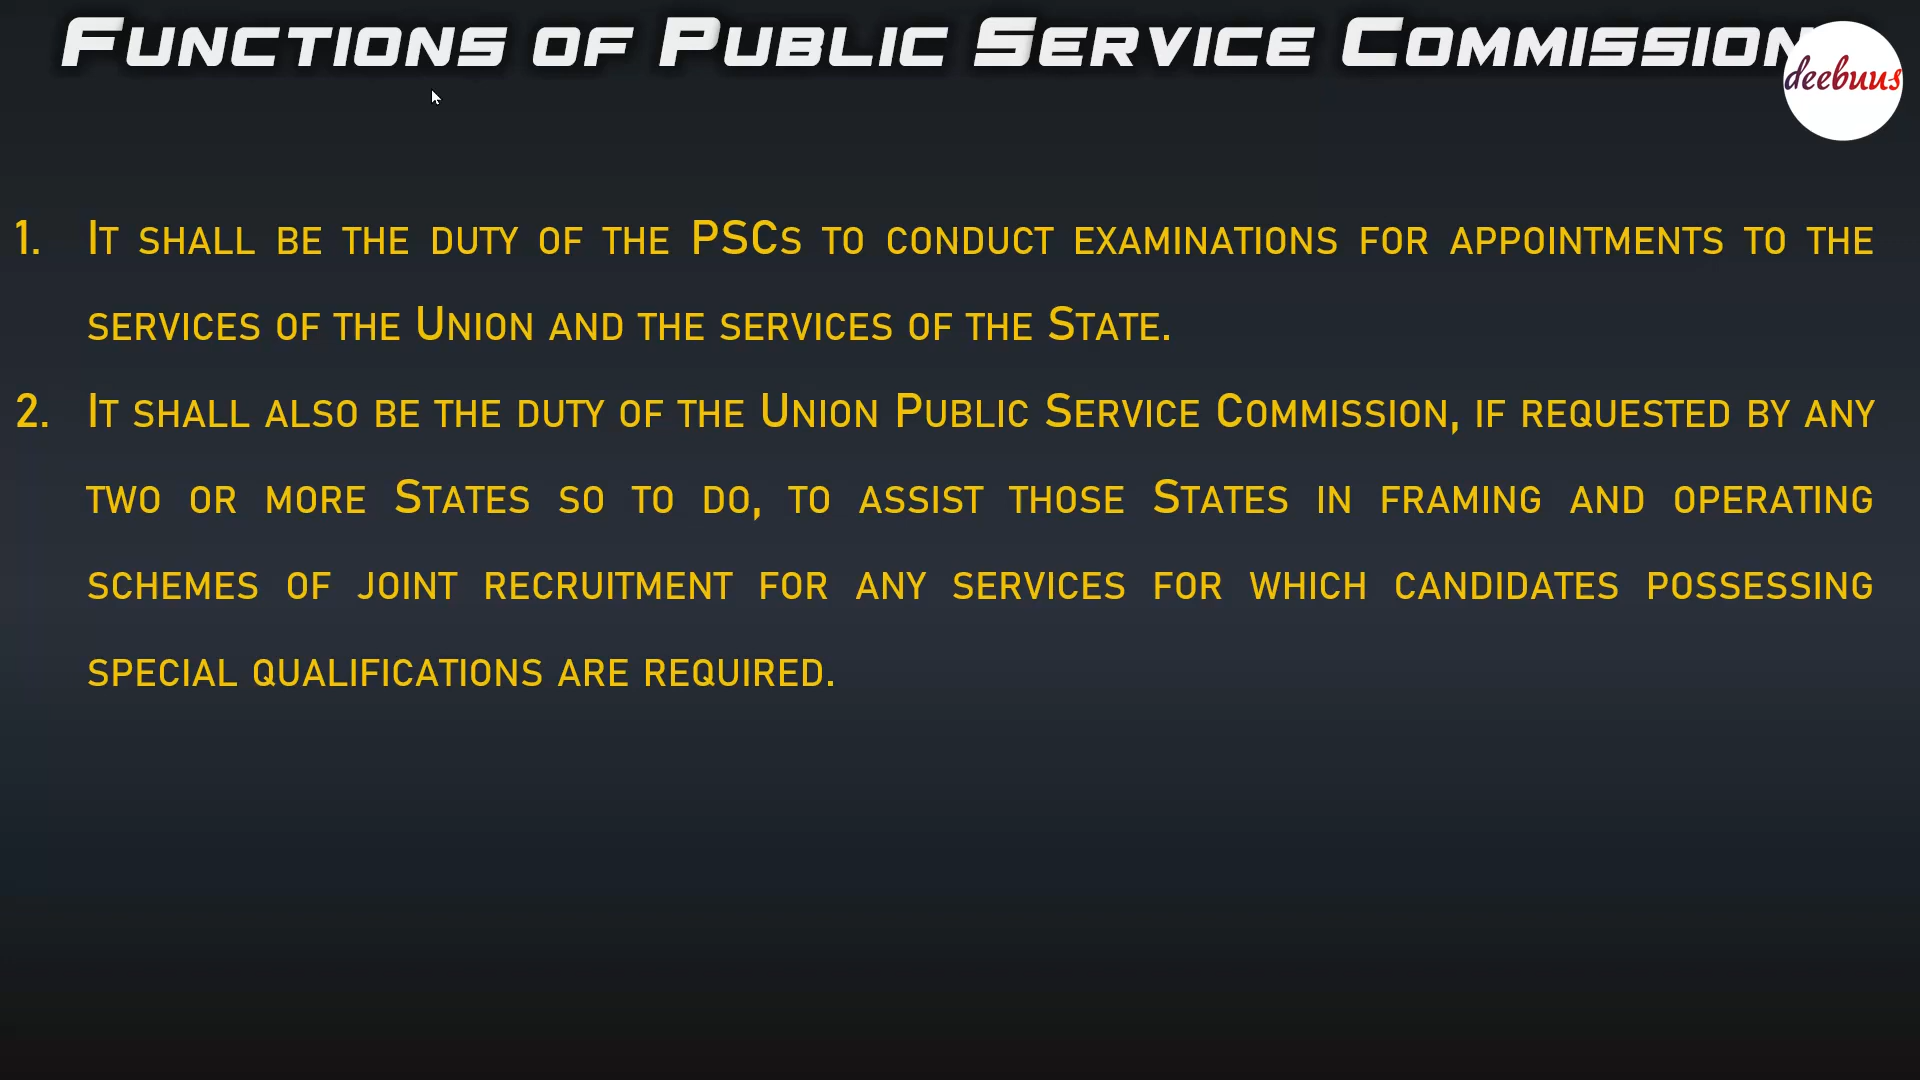 Functions of Public Service Commission
deebuus
1. It shall be the duty of the PSCs to conduct examinations for appointments to the
services of the Union and the services of the State.
2. It shall also be the duty of the Union Public Service Commission, if requested by any
two or more States so to do, to assist those States in framing and operating
schemes of joint recruitment for any services for which candidates possessing
special qualifications are required.